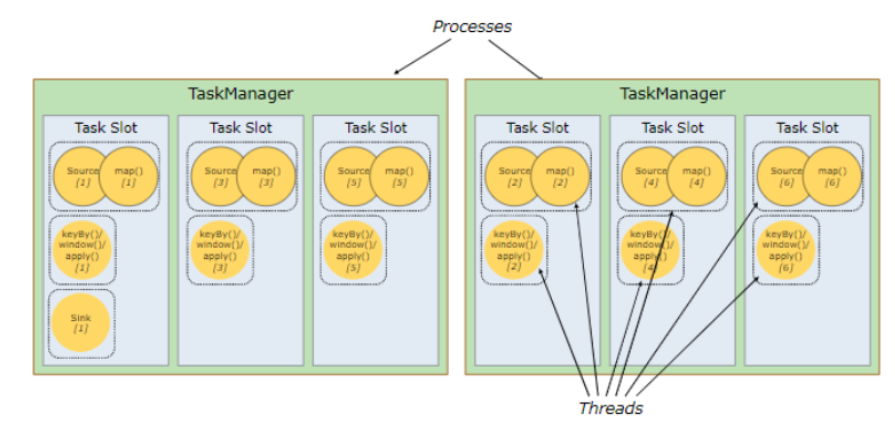 Processes
TaskManager
TaskManager
Task Slot
Task Slot
Task Slot
Task Slot
Task Slot
Task Slot
Source map()
[1] [1]
Source map()
[3] [3]
Source map()
[5] [5]
Source map()
[2] [2]
Source map()
[4] [4]
Source map()
[6] [6]
keyBy()/
window()/
apply()
[1]
keyBy()/
window()/
apply()
[3]
keyBy()/
window()/
apply()
[5]
keyBy()/
window()/
apply()
[2]
keyBy()/
window()/
apply()
[4]
keyBy()/
window()/
apply()
[6]
Sink
[1]
Threads